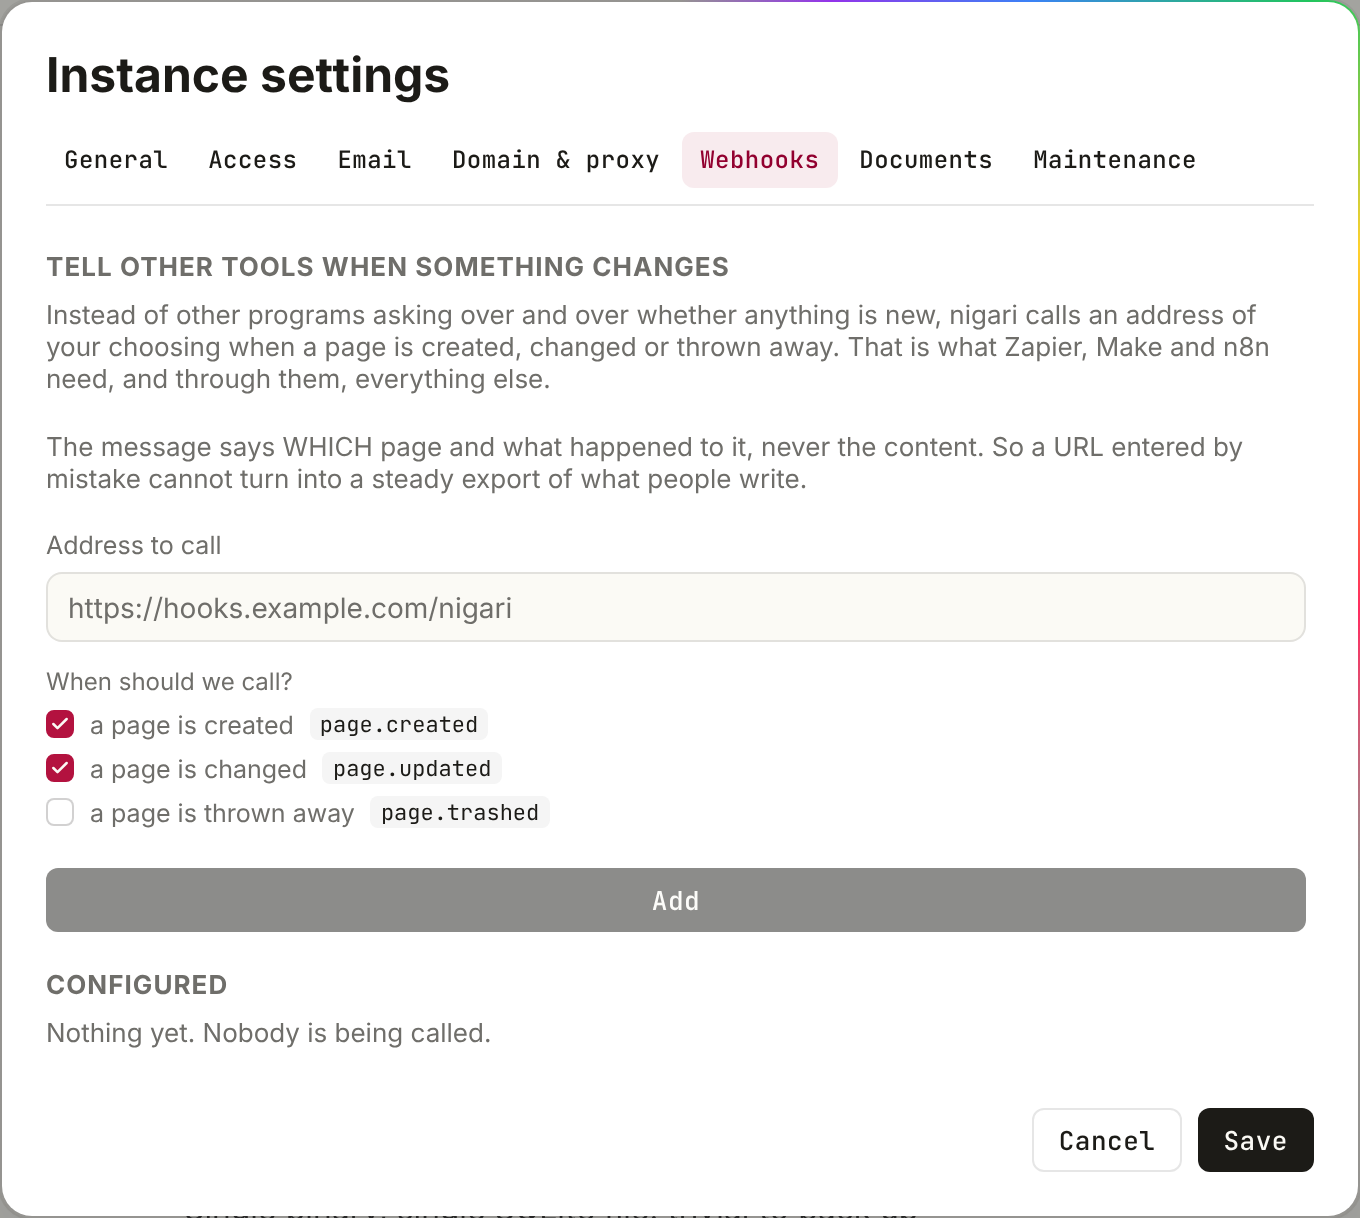 Instance settings
General Access Email Domain & proxy Webhooks Documents Maintenance
TELL OTHER TOOLS WHEN SOMETHING CHANGES
Instead of other programs asking over and over whether anything is new, nigari calls an address of
your choosing when a page is created, changed or thrown away. That is what Zapier, Make and n8n
need, and through them, everything else.
The message says WHICH page and what happened to it, never the content. So a URL entered by
mistake cannot turn into a steady export of what people write.
Address to call
https://hooks.example.com/nigari
When should we call?
a page is created page.created
a page is changed page.updated
a page is thrown away page.trashed
Add
CONFIGURED
Nothing yet. Nobody is being called.
Cancel Save